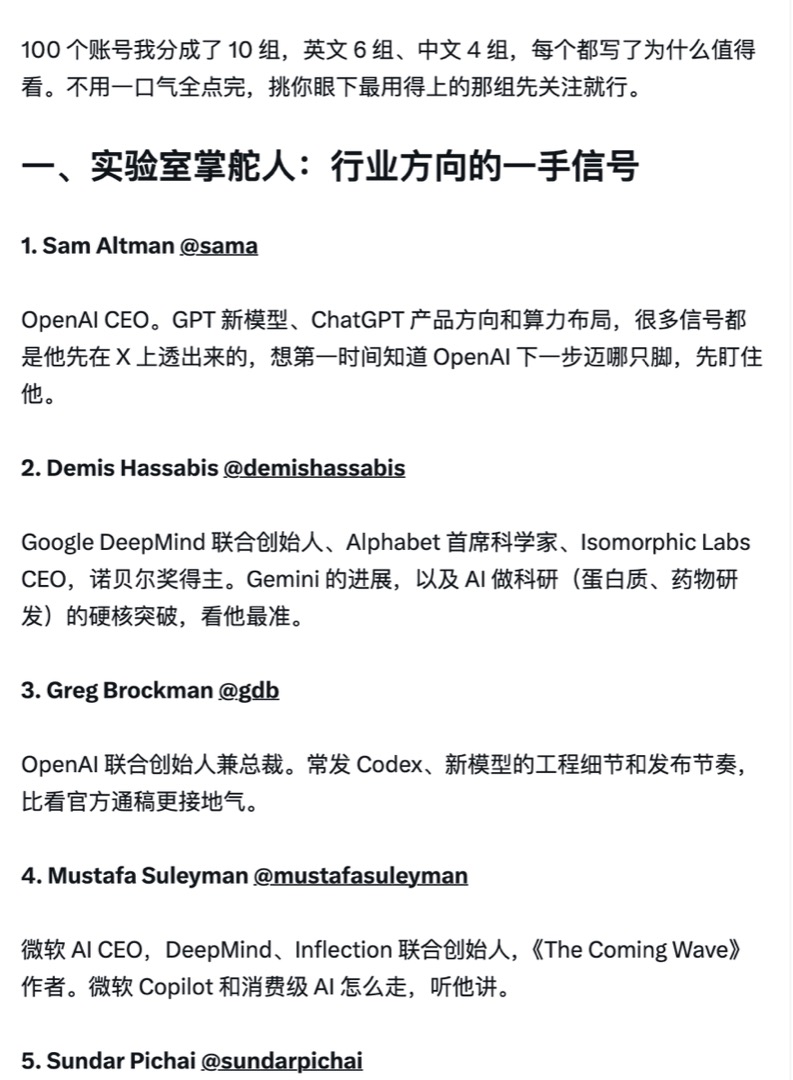 100 个账号我分成了 10 组，英文 6 组、中文 4 组，每个都写了为什么值得
看。不用一口气全点完，挑你眼下最用得上的那组先关注就行。
一、实验室掌舵人：行业方向的一手信号
1. Sam Altman @sama
OpenAI CEO。GPT 新模型、ChatGPT 产品方向和算力布局，很多信号都
是他先在 X 上透出来的，想第一时间知道 OpenAI 下一步迈哪只脚，先盯住
他。
2. Demis Hassabis @demishassabis
Google DeepMind 联合创始人、Alphabet 首席科学家、Isomorphic Labs
CEO，诺贝尔奖得主。Gemini 的进展，以及 AI 做科研（蛋白质、药物研
发）的硬核突破，看他最准。
3. Greg Brockman @gdb
OpenAI 联合创始人兼总裁。常发 Codex、新模型的工程细节和发布节奏，
比看官方通稿更接地气。
4. Mustafa Suleyman @mustafasuleyman
微软 AI CEO，DeepMind、Inflection 联合创始人，《The Coming Wave》
作者。微软 Copilot 和消费级 AI 怎么走，听他讲。
5. Sundar Pichai @sundarpichai